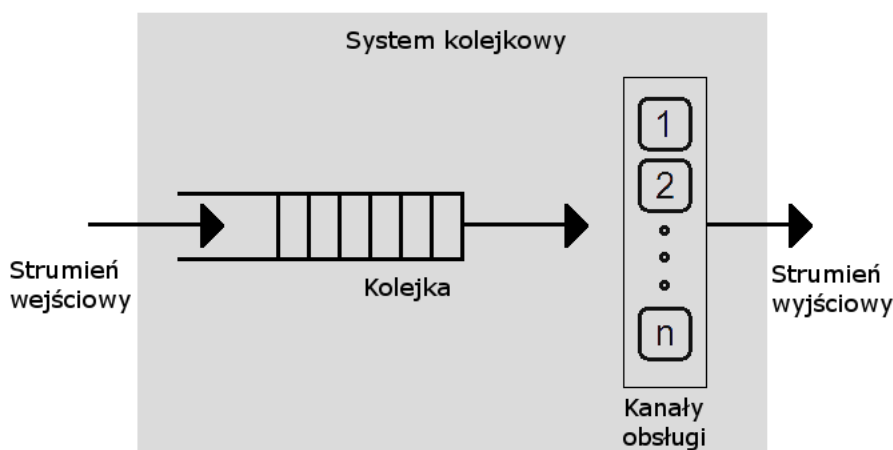 System kolejkowy
1
2
n
Strumień
wejściowy
Kolejka
Strumień
wyjściowy
Kanały
obsługi